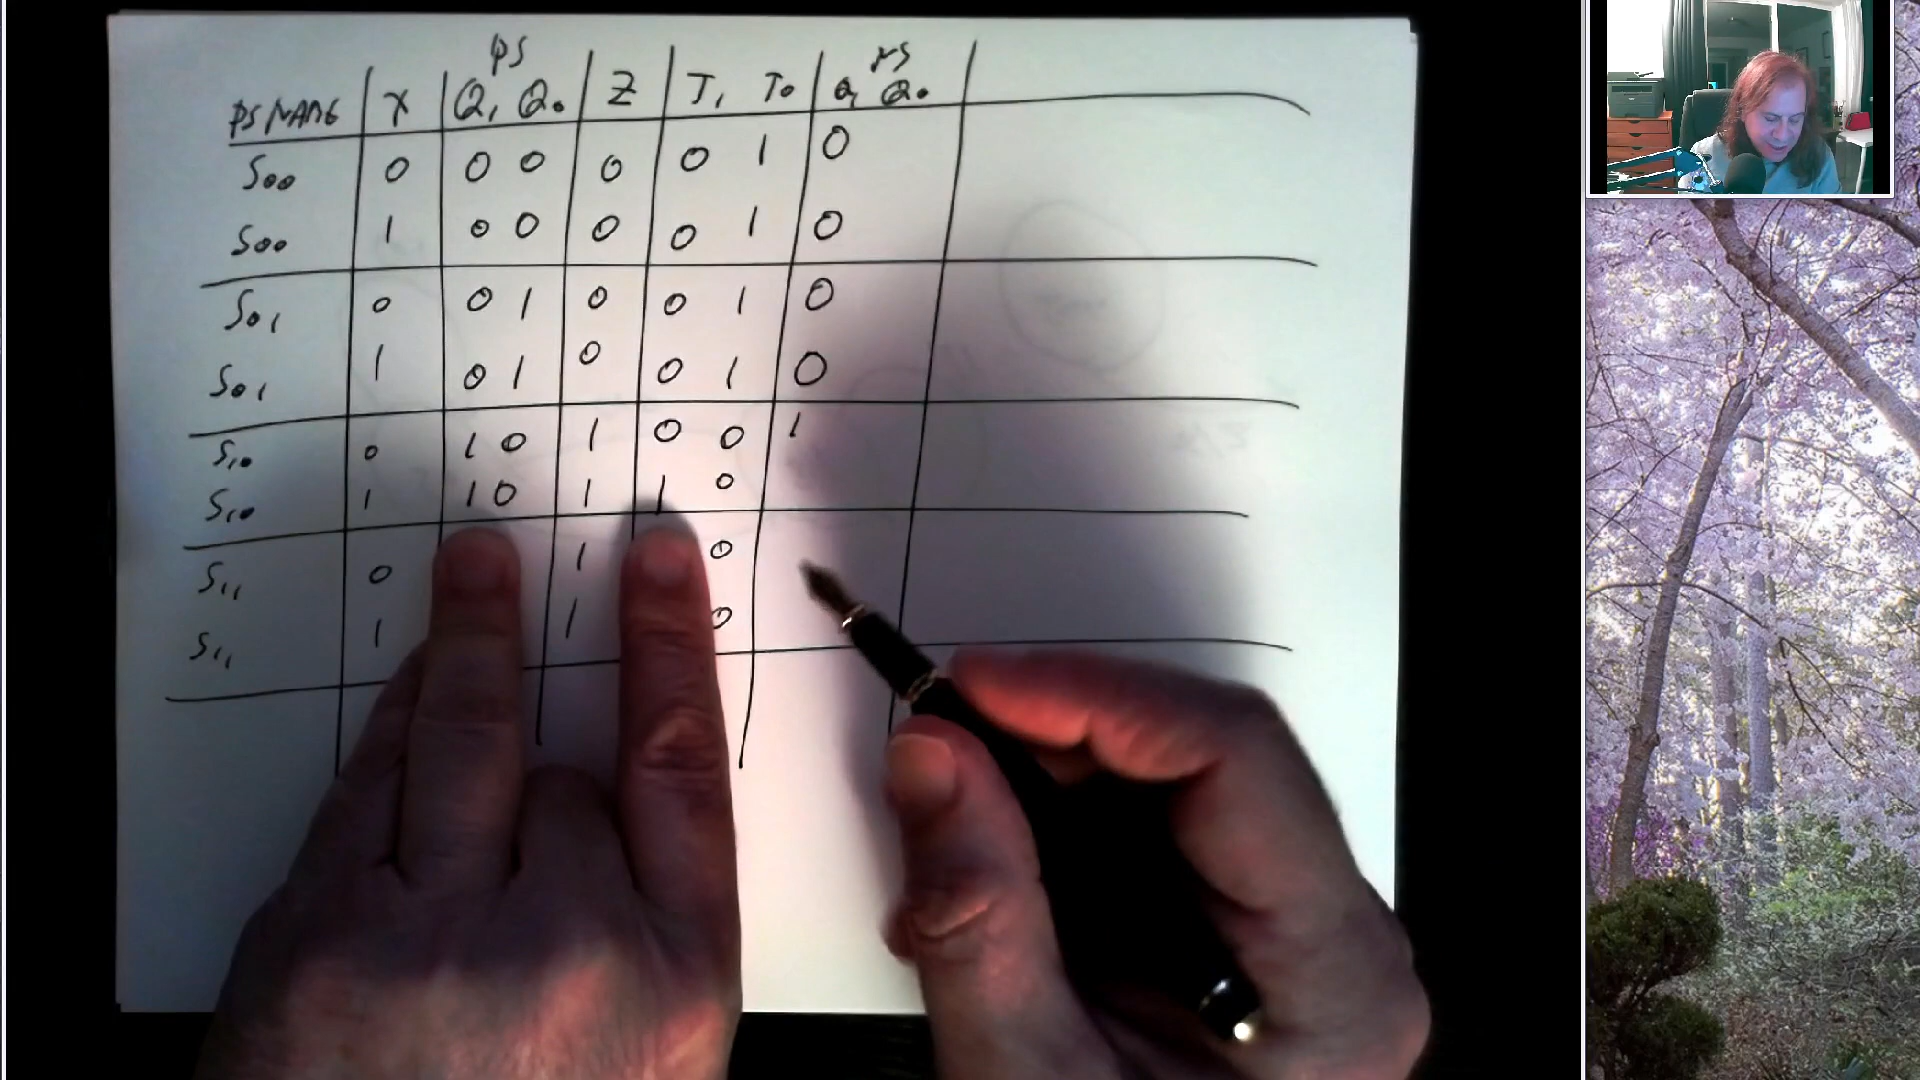 PS NS
PS NAME X Q1 Q0 Z T1 T0 Q1 Q0
S00 0 0 0 0 0 1 0
S00 1 0 0 0 0 1 0
S01 0 0 1 0 0 1 0
S01 1 0 1 0 0 1 0
S10 0 1 0 1 0 0 1
S10 1 1 0 1 1 0
S11 0 1 0
S11 1 1 0